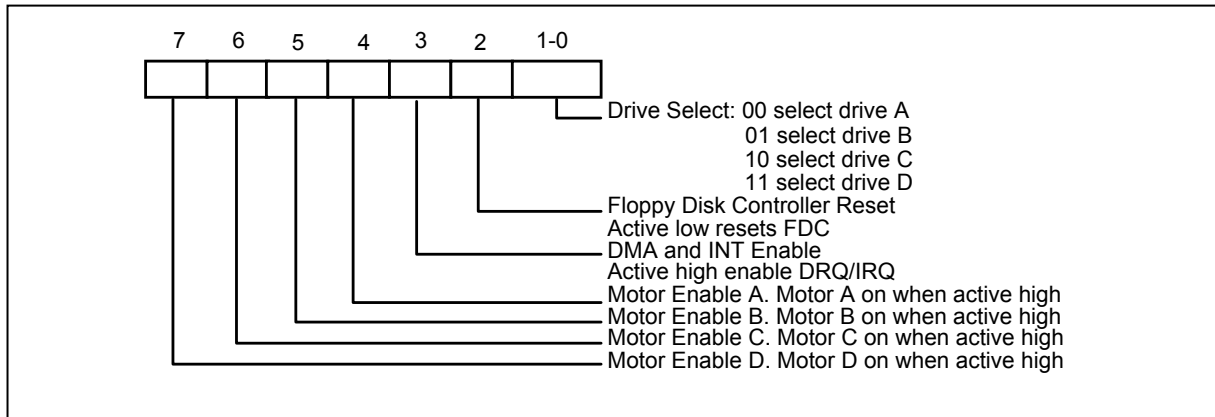 7 6 5 4 3 2 1-0
Drive Select: 00 select drive A
01 select drive B
10 select drive C
11 select drive D
Floppy Disk Controller Reset
Active low resets FDC
DMA and INT Enable
Active high enable DRQ/IRQ
Motor Enable A. Motor A on when active high
Motor Enable B. Motor B on when active high
Motor Enable C. Motor C on when active high
Motor Enable D. Motor D on when active high